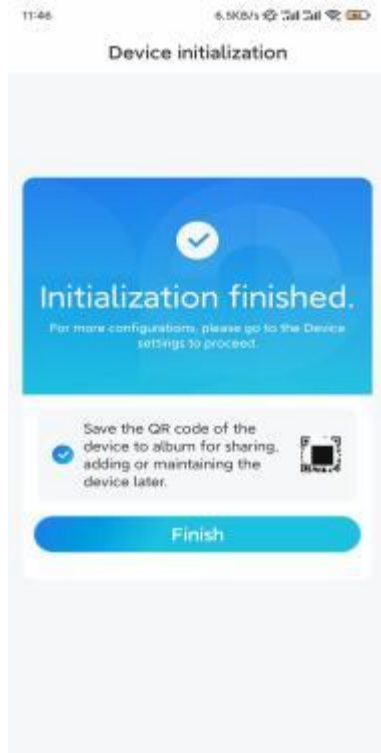 11:46 6.5KB/s
Device initialization
Initialization finished.
For more configurations, please go to the Device
settings to proceed.
Save the QR code of the
device to album for sharing,
adding or maintaining the
device later.
Finish